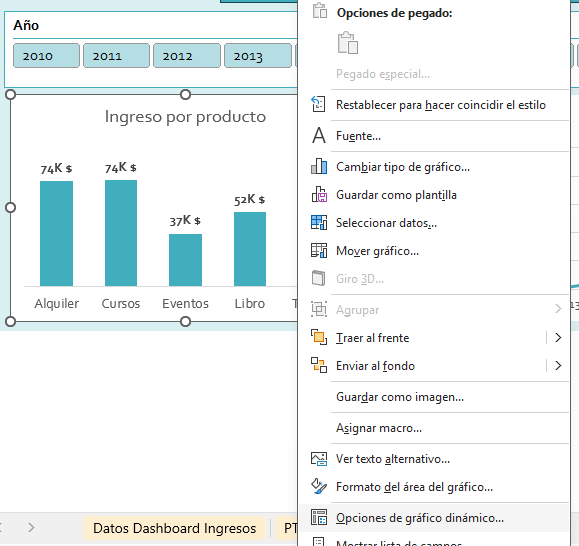 Año
2010 2011 2012 2013
Ingreso por producto
74K $ 74K $ 37K $ 52K $
Alquiler Cursos Eventos Libro T
Opciones de pegado:
Pegado especial...
Restablecer para hacer coincidir el estilo
Fuente...
Cambiar tipo de gráfico...
Guardar como plantilla
Seleccionar datos...
Mover gráfico...
Giro 3D...
Agrupar
Traer al frente
Enviar al fondo
Guardar como imagen...
Asignar macro...
Ver texto alternativo...
Formato del área del gráfico...
Opciones de gráfico dinámico...
Mostrar lista de campos
13
Datos Dashboard Ingresos PT